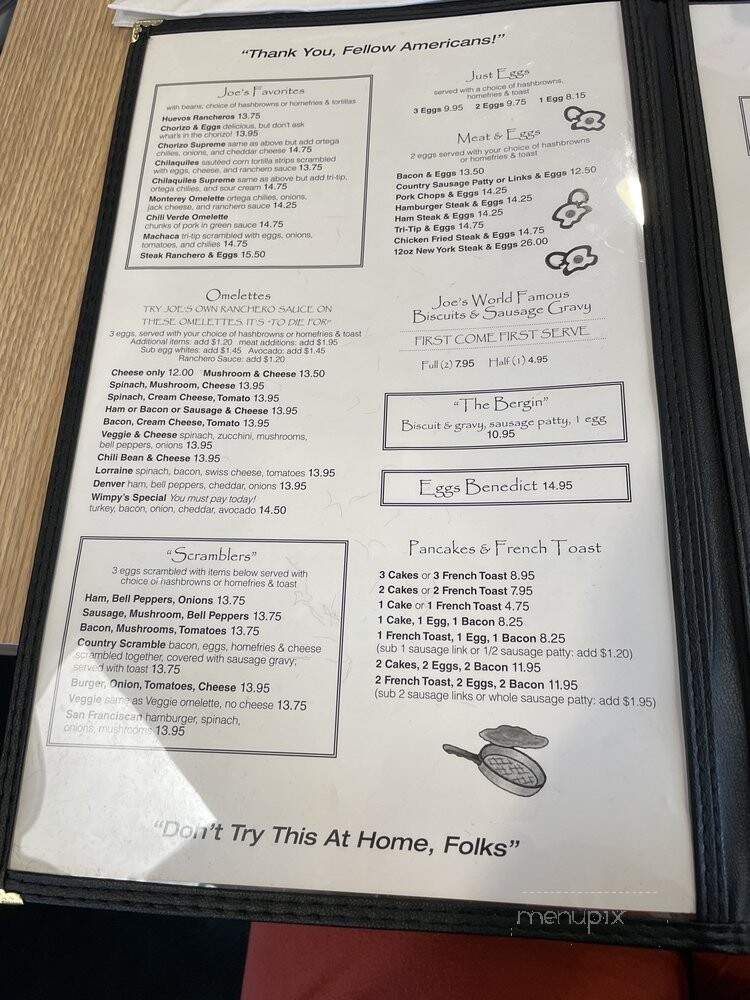 "Thank You, Fellow Americans!"
Joe's Favorites
with beans, choice of hashbrowns or homefries & tortillas
Huevos Rancheros 13.75
Chorizo & Eggs delicious, but don't ask
what's in the chorizo! 13.95
Chorizo Supreme same as above but add ortega
chilies, onions, and cheddar cheese 14.75
Chilaquiles sautéed corn tortilla strips scrambled
with eggs, cheese, and ranchero sauce 13.75
Chilaquiles Supreme same as above but add tri-tip,
ortega chilies, and sour cream 14.75
Monterey Omelette ortega chilies, onions,
jack cheese, and ranchero sauce 14.25
Chili Verde Omelette
chunks of pork in green sauce 14.75
Machaca tri-tip scrambled with eggs, onions,
tomatoes, and chilies 14.75
Steak Ranchero & Eggs 15.50
Omelettes
TRY JOE'S OWN RANCHERO SAUCE ON
THESE OMELETTES. IT'S "TO DIE FOR!"
3 eggs, served with your choice of hashbrowns or homefries & toast
Additional items: add $1.20 meat additions: add $1.95
Sub egg whites: add $1.45 Avocado: add $1.45
Ranchero Sauce: add $1.20
Cheese only 12.00 Mushroom & Cheese 13.50
Spinach, Mushroom, Cheese 13.95
Spinach, Cream Cheese, Tomato 13.95
Ham or Bacon or Sausage & Cheese 13.95
Bacon, Cream Cheese, Tomato 13.95
Veggie & Cheese spinach, zucchini, mushrooms,
bell peppers, onions 13.95
Chili Bean & Cheese 13.95
Lorraine spinach, bacon, swiss cheese, tomatoes 13.95
Denver ham, bell peppers, cheddar, onions 13.95
Wimpy's Special You must pay today!
turkey, bacon, onion, cheddar, avocado 14.50
"Scramblers"
3 eggs scrambled with items below served with
choice of hashbrowns or homefries & toast
Ham, Bell Peppers, Onions 13.75
Sausage, Mushroom, Bell Peppers 13.75
Bacon, Mushrooms, Tomatoes 13.75
Country Scramble bacon, eggs, homefries & cheese
scrambled together, covered with sausage gravy,
served with toast 13.75
Burger, Onion, Tomatoes, Cheese 13.95
Veggie same as Veggie omelette, no cheese 13.75
San Franciscan hamburger, spinach,
onions, mushrooms 13.95
Just Eggs
served with a choice of hashbrowns,
homefries & toast
3 Eggs 9.95 2 Eggs 9.75 1 Egg 8.15
Meat & Eggs
2 eggs served with your choice of hashbrowns
or homefries & toast
Bacon & Eggs 13.50
Country Sausage Patty or Links & Eggs 12.50
Pork Chops & Eggs 14.25
Hamburger Steak & Eggs 14.25
Ham Steak & Eggs 14.25
Tri-Tip & Eggs 14.75
Chicken Fried Steak & Eggs 14.75
12oz New York Steak & Eggs 26.00
Joe's World Famous
Biscuits & Sausage Gravy
FIRST COME FIRST SERVE
Full (2) 7.95 Half (1) 4.95
"The Bergin"
Biscuit & gravy, sausage patty, 1 egg
10.95
Eggs Benedict 14.95
Pancakes & French Toast
3 Cakes or 3 French Toast 8.95
2 Cakes or 2 French Toast 7.95
1 Cake or 1 French Toast 4.75
1 Cake, 1 Egg, 1 Bacon 8.25
1 French Toast, 1 Egg, 1 Bacon 8.25
(sub 1 sausage link or 1/2 sausage patty: add $1.20)
2 Cakes, 2 Eggs, 2 Bacon 11.95
2 French Toast, 2 Eggs, 2 Bacon 11.95
(sub 2 sausage links or whole sausage patty: add $1.95)
"Don't Try This At Home, Folks"
menupix